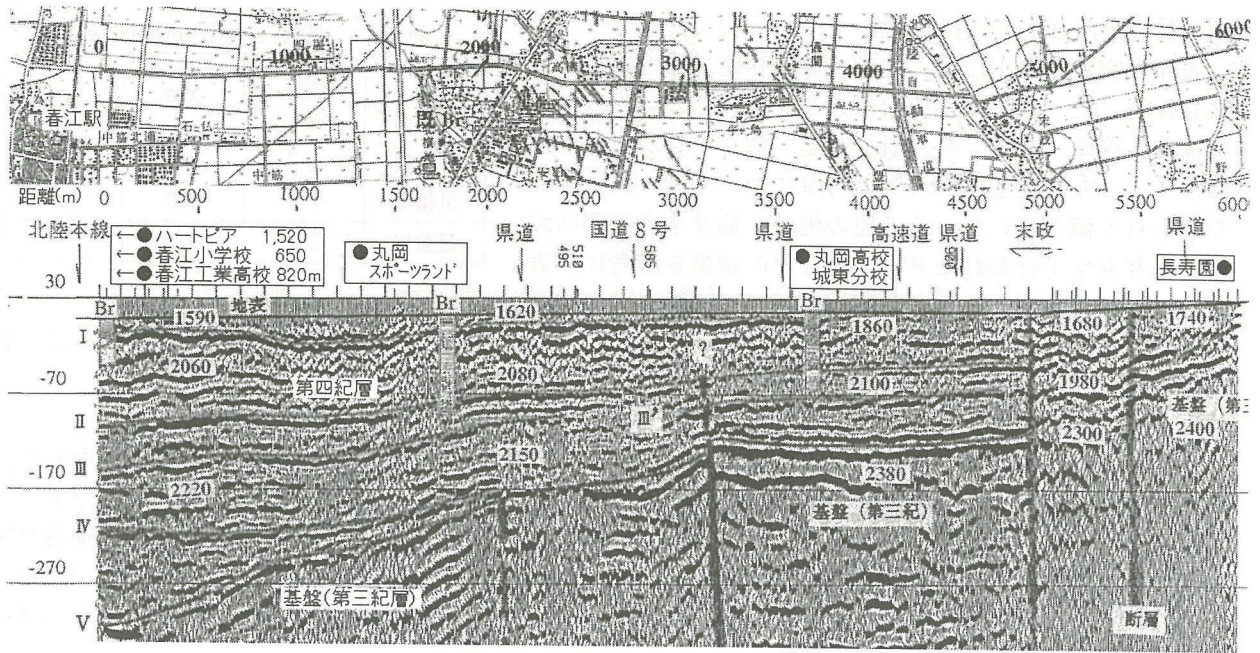 0 1000 2000 3000 4000 5000 6000
春江駅
距離(m) 0 500 1000 1500 2000 2500 3000 3500 4000 4500 5000 5500
北陸本線
←●ハートピア 1,520
←●春江小学校 650
←●春江工業高校 820m
●丸岡
スポーツランド
県道
495
510
国道8号
585
県道
●丸岡高校
城東分校
高速道
県道
末政
県道
長寿園●
30
Br 地表 Br Br
1590 1620 1860 1680 1740
I
?
-70
2060 2080 2100 1980
第四紀層
基盤(第三
II III 2300 2400
2150
-170 III
2220 2380
基盤(第三紀)
IV
-270
基盤(第三紀層)
V
断層